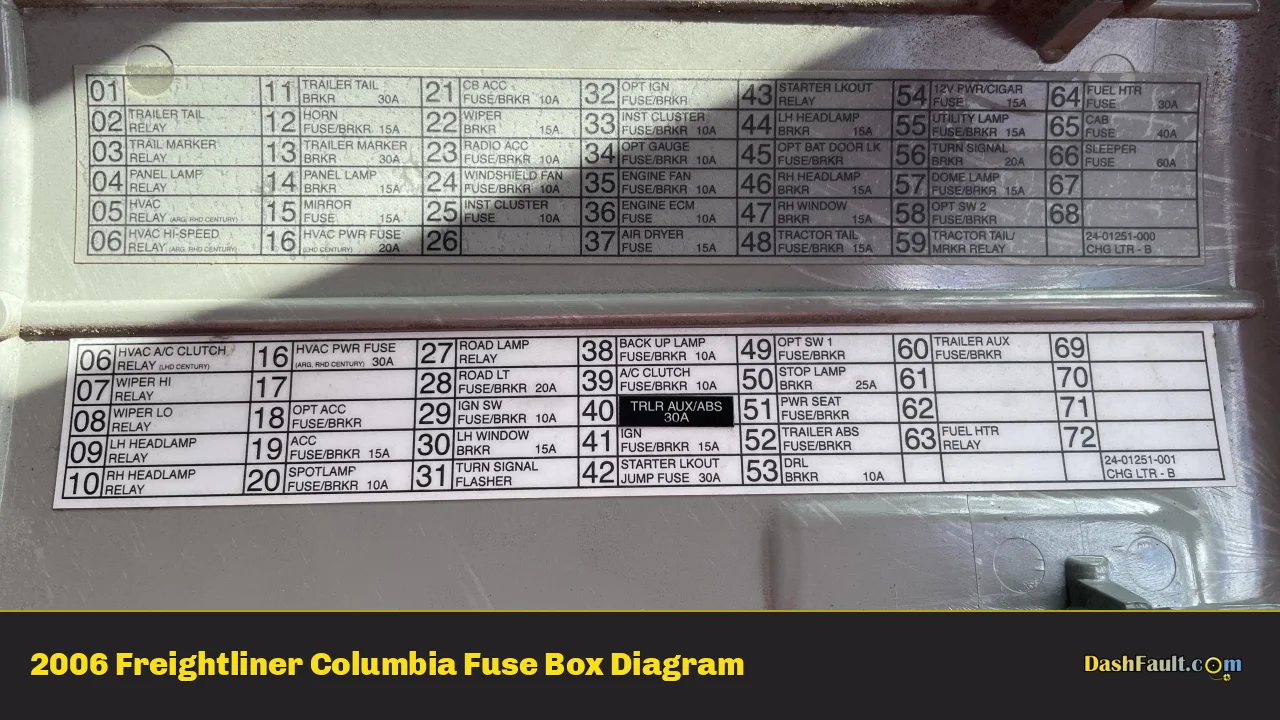 01
02 TRAILER TAIL
RELAY
03 TRAIL MARKER
RELAY
04 PANEL LAMP
RELAY
05 HVAC
RELAY (ARG, RHD CENTURY)
06 HVAC HI-SPEED
RELAY (ARG, RHD CENTURY)
11 TRAILER TAIL
BRKR 30A
12 HORN
FUSE/BRKR 15A
13 TRAILER MARKER
BRKR 30A
14 PANEL LAMP
BRKR 15A
15 MIRROR
FUSE 15A
16 HVAC PWR FUSE
(LHD CENTURY) 20A
21 CB ACC
FUSE/BRKR 10A
22 WIPER
BRKR 15A
23 RADIO ACC
FUSE/BRKR 10A
24 WINDSHIELD FAN
FUSE/BRKR 10A
25 INST CLUSTER
FUSE 10A
26
32 OPT IGN
FUSE/BRKR
33 INST CLUSTER
FUSE/BRKR 10A
34 OPT GAUGE
FUSE/BRKR 10A
35 ENGINE FAN
FUSE/BRKR 10A
36 ENGINE ECM
FUSE/BRKR 10A
37 AIR DRYER
FUSE 15A
43 STARTER LKOUT
RELAY
44 LH HEADLAMP
BRKR 15A
45 OPT BAT DOOR LK
FUSE/BRKR 10A
46 RH HEADLAMP
BRKR 15A
47 RH WINDOW
BRKR 15A
48 TRACTOR TAIL
FUSE/BRKR 15A
54 12V PWR/CIGAR
FUSE 15A
55 UTILITY LAMP
FUSE/BRKR 15A
56 TURN SIGNAL
BRKR 20A
57 DOME LAMP
FUSE/BRKR 15A
58 OPT SW 2
FUSE/BRKR
59 TRACTOR TAIL/
MRKR RELAY
64 FUEL HTR
FUSE 30A
65 CAB
FUSE 40A
66 SLEEPER
FUSE 60A
67
68
24-01251-000
CHG LTR - B
06 HVAC A/C CLUTCH
RELAY (LHD CENTURY)
07 WIPER HI
RELAY
08 WIPER LO
RELAY
09 LH HEADLAMP
RELAY
10 RH HEADLAMP
RELAY
16 HVAC PWR FUSE
(ARG, RHD CENTURY) 30A
17
18 OPT ACC
FUSE/BRKR
19 ACC
FUSE/BRKR 15A
20 SPOTLAMP
FUSE/BRKR 10A
27 ROAD LAMP
RELAY
28 ROAD LT
FUSE/BRKR 20A
29 IGN SW
FUSE/BRKR 10A
30 LH WINDOW
BRKR 15A
31 TURN SIGNAL
FLASHER
38 BACK UP LAMP
FUSE/BRKR 10A
39 A/C CLUTCH
FUSE/BRKR 10A
40 TRLR AUX/ABS
30A
41 IGN
FUSE/BRKR 15A
42 STARTER LKOUT
JUMP FUSE 30A
49 OPT SW 1
FUSE/BRKR
50 STOP LAMP
BRKR 25A
51 PWR SEAT
FUSE/BRKR
52 TRAILER ABS
FUSE/BRKR
53 DRL
BRKR 10A
60 TRAILER AUX
FUSE/BRKR
61
62
63 FUEL HTR
RELAY
69
70
71
72
24-01251-001
CHG LTR - B
2006 Freightliner Columbia Fuse Box Diagram
DashFault.com